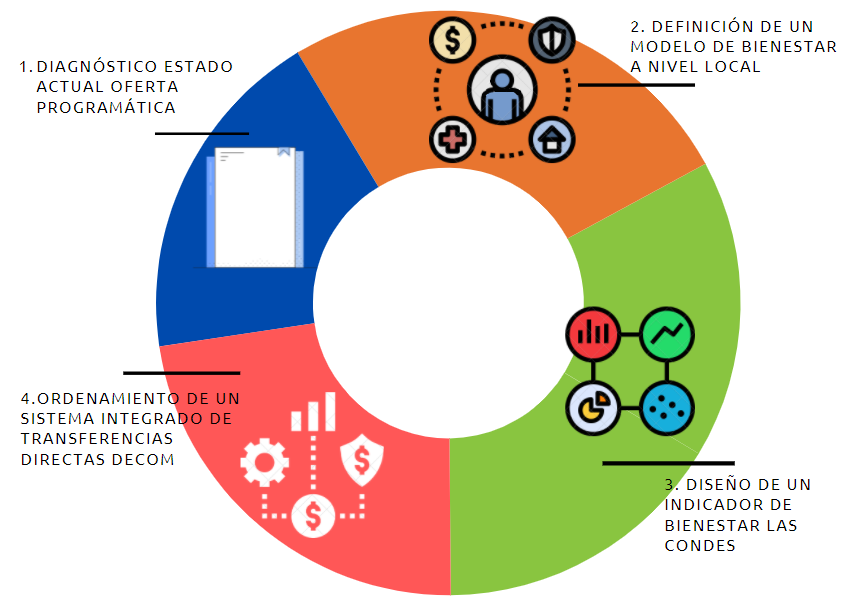 1. DIAGNÓSTICO ESTADO
ACTUAL OFERTA
PROGRAMÁTICA
2. DEFINICIÓN DE UN
MODELO DE BIENESTAR
A NIVEL LOCAL
3. DISEÑO DE UN
INDICADOR DE
BIENESTAR LAS
CONDES
4.ORDENAMIENTO DE UN
SISTEMA INTEGRADO DE
TRANSFERENCIAS
DIRECTAS DECOM